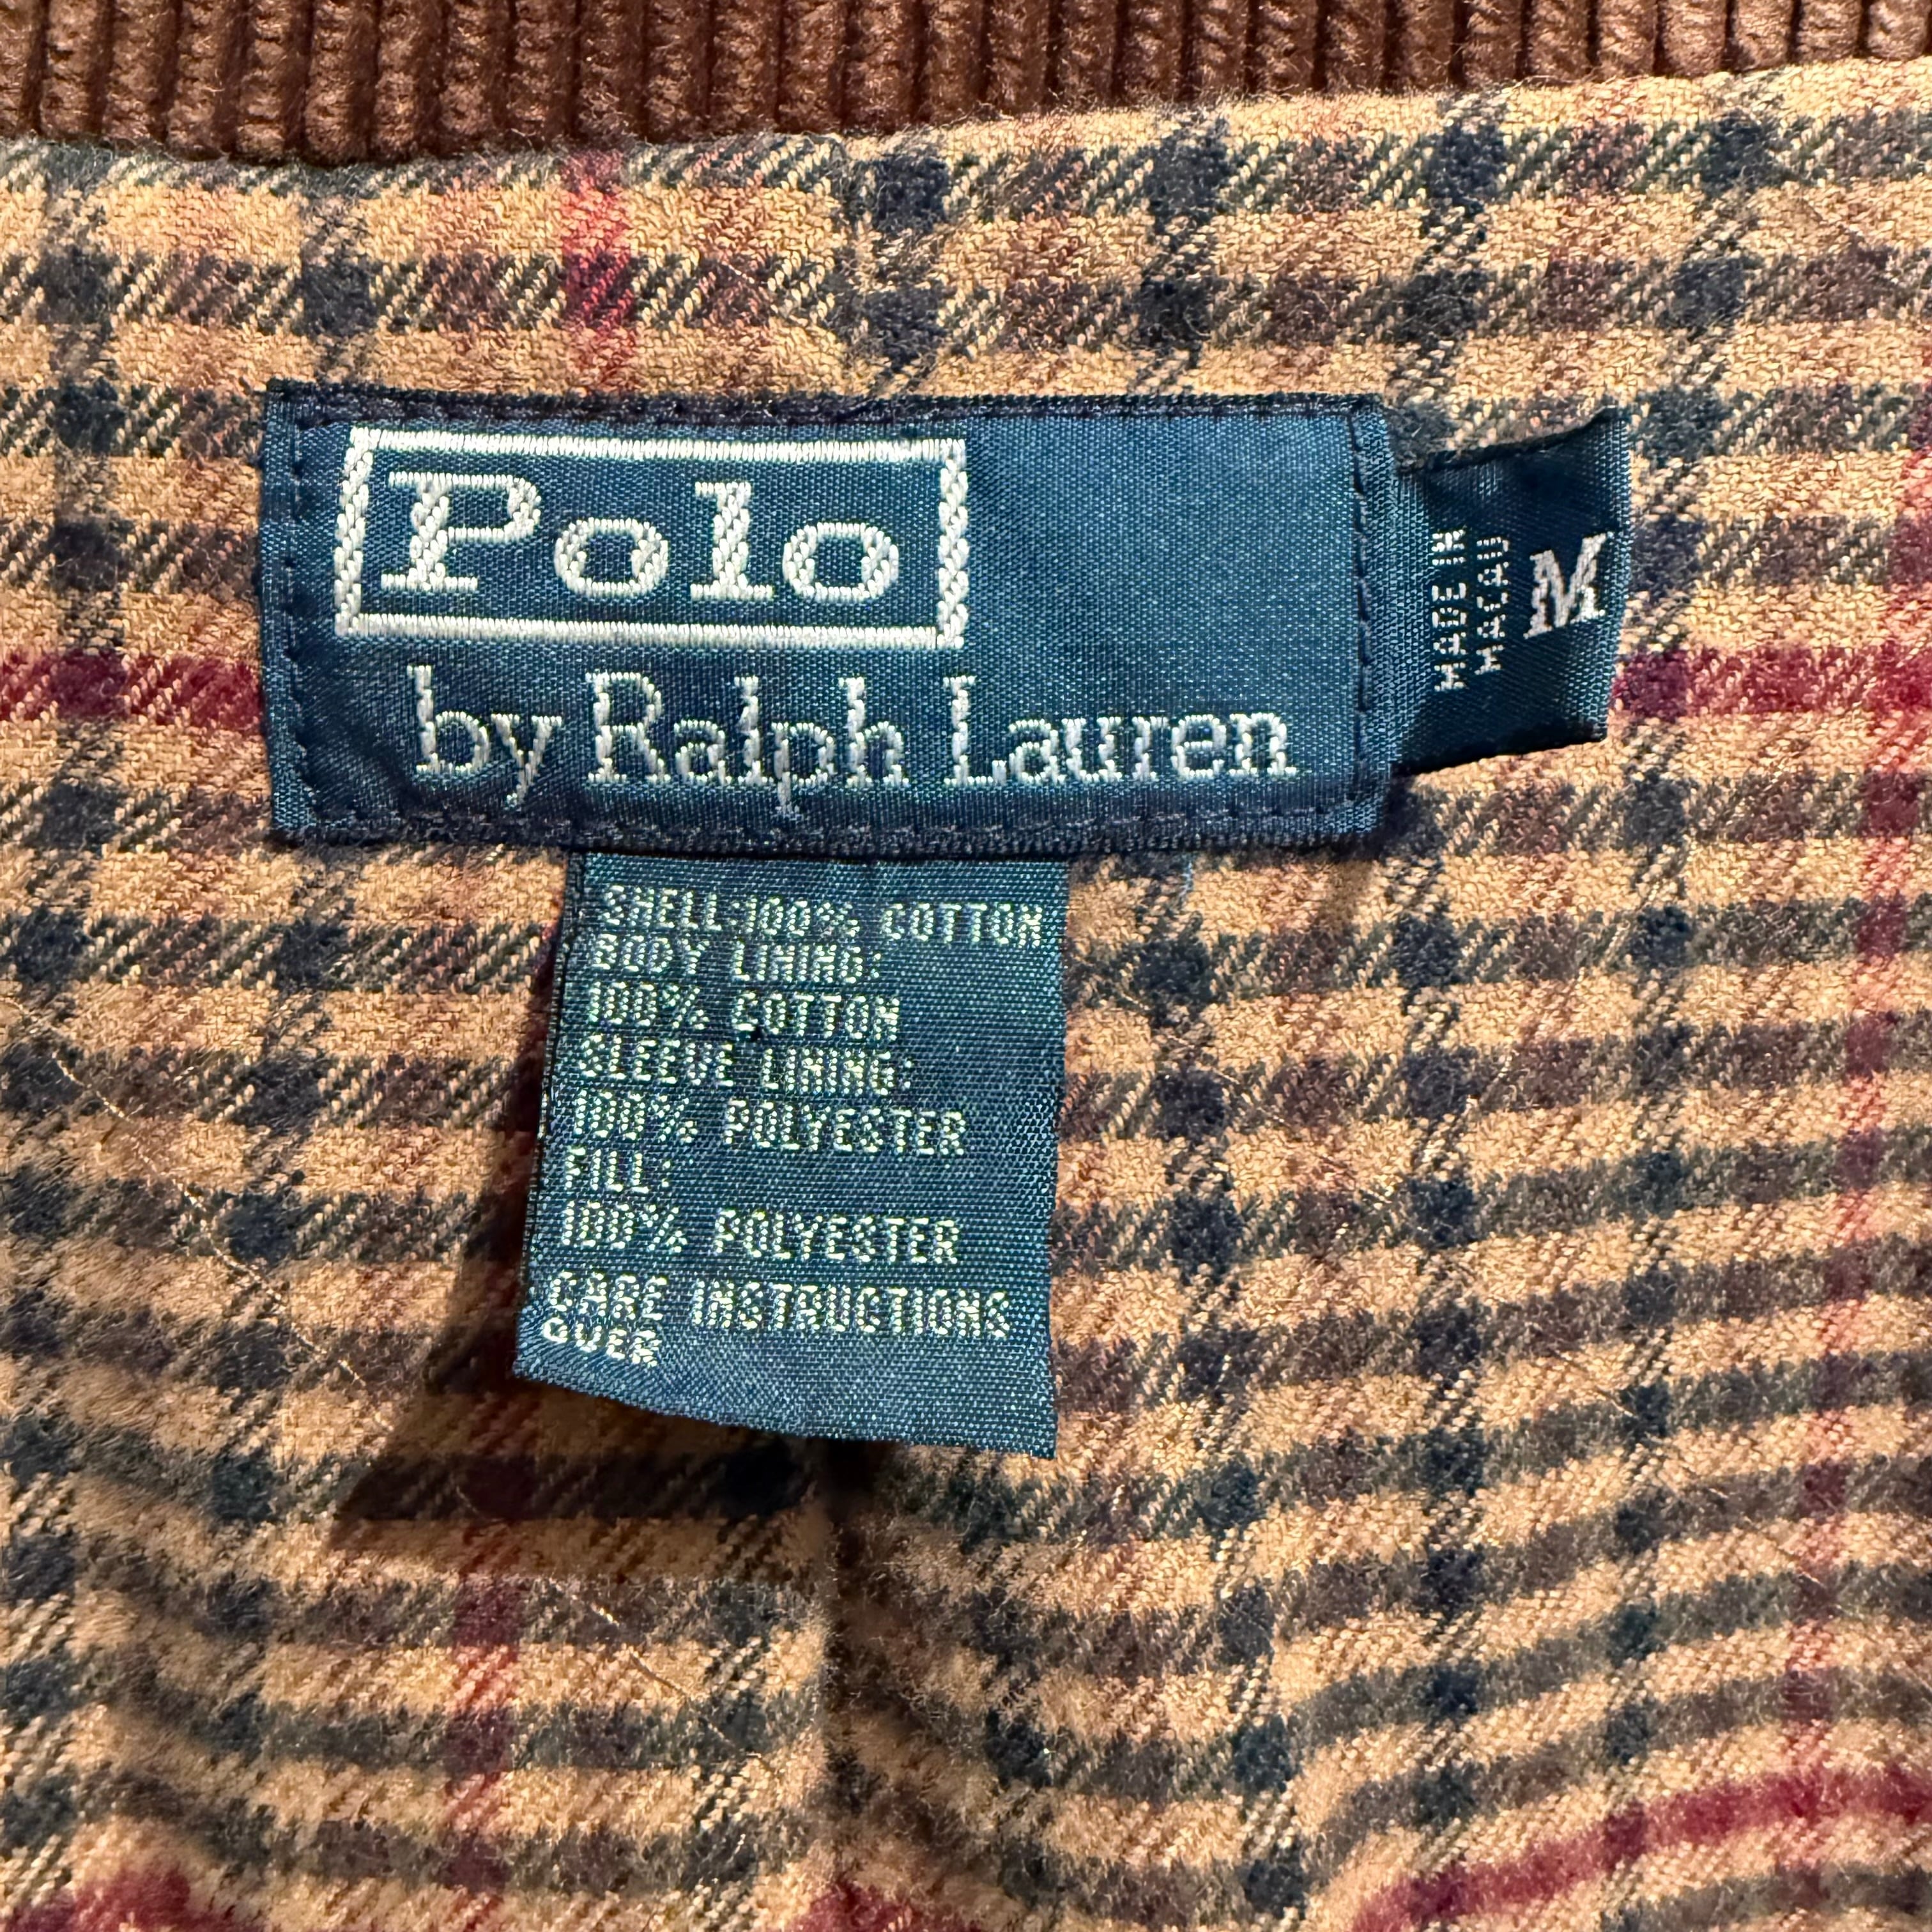 Polo
by Ralph Lauren
MADE IN
MACAU
M
SHELL:100% COTTON
BODY LINING:
100% COTTON
SLEEVE LINING:
100% POLYESTER
FILL:
100% POLYESTER
CARE INSTRUCTIONS
OVER